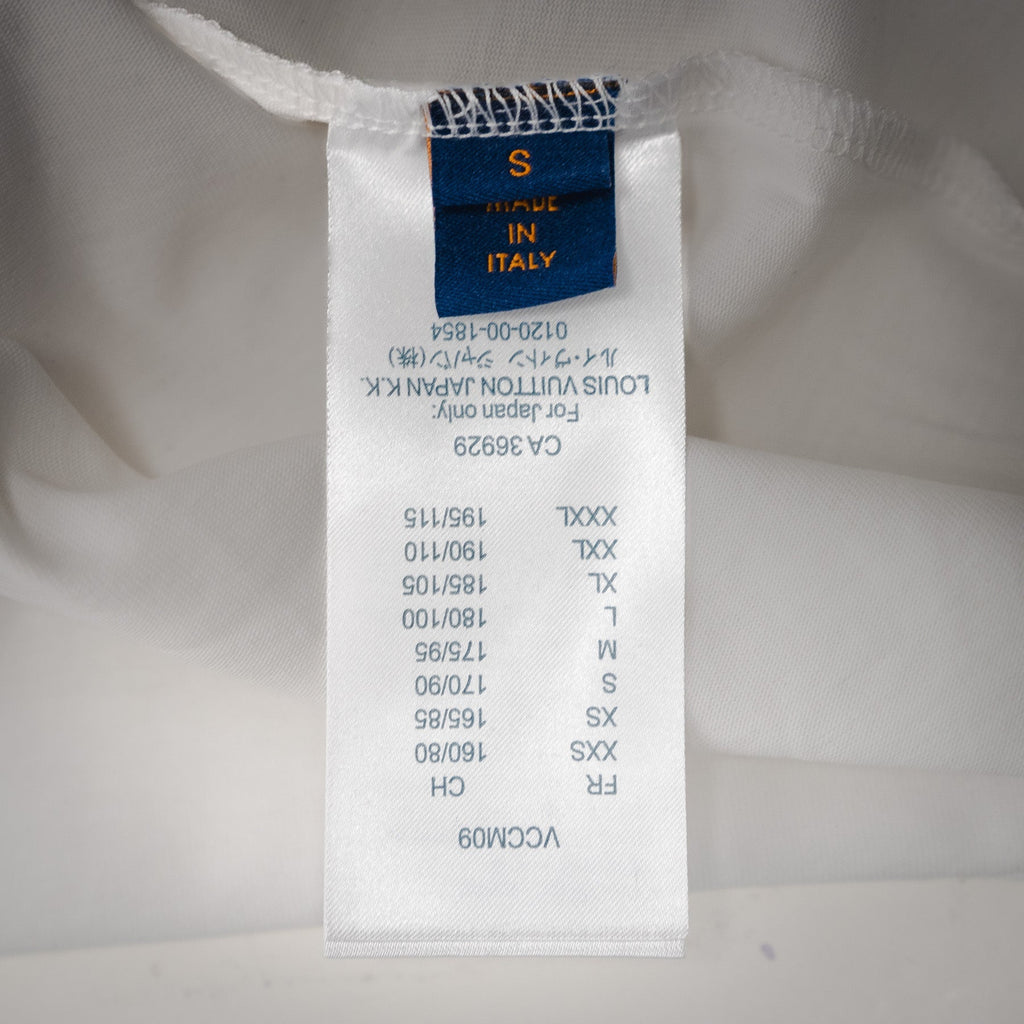 S
MADE
IN
ITALY
VCCM09
FR CH
XXS 160/80
XS 165/85
S 170/90
M 175/95
L 180/100
XL 185/105
XXL 190/110
XXXL 195/115
CA 36929
For Japan only:
LOUIS VUITTON JAPAN K.K.
ルイ・ヴィトン ジャパン(株)
0120-00-1854